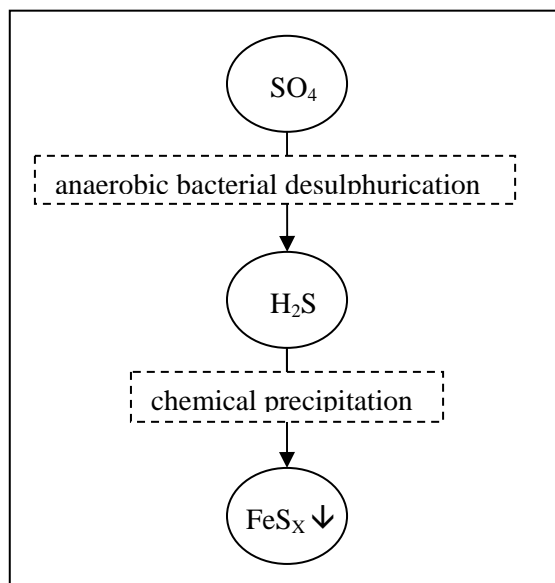 SO₄
anaerobic bacterial desulphurication
H₂S
chemical precipitation
FeSₓ ↓